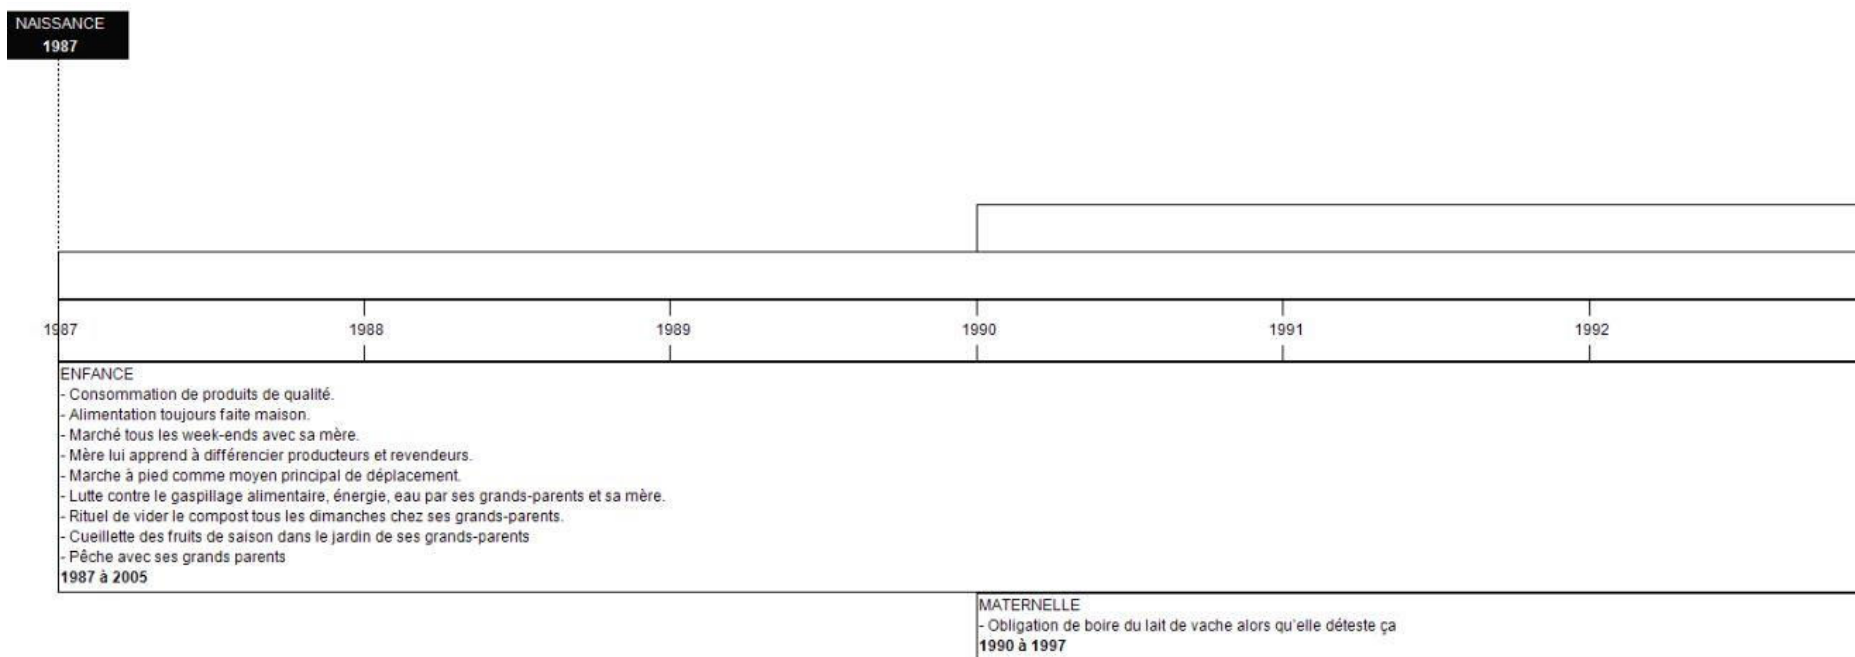 NAISSANCE
1987
1987
1988
1989
1990
1991
1992
ENFANCE
- Consommation de produits de qualité.
- Alimentation toujours faite maison.
- Marché tous les week-ends avec sa mère.
- Mère lui apprend à différencier producteurs et revendeurs.
- Marche à pied comme moyen principal de déplacement.
- Lutte contre le gaspillage alimentaire, énergie, eau par ses grands-parents et sa mère.
- Rituel de vider le compost tous les dimanches chez ses grands-parents.
- Cueillette des fruits de saison dans le jardin de ses grands-parents
- Pêche avec ses grands parents
1987 à 2005
MATERNELLE
- Obligation de boire du lait de vache alors qu'elle déteste ça
1990 à 1997